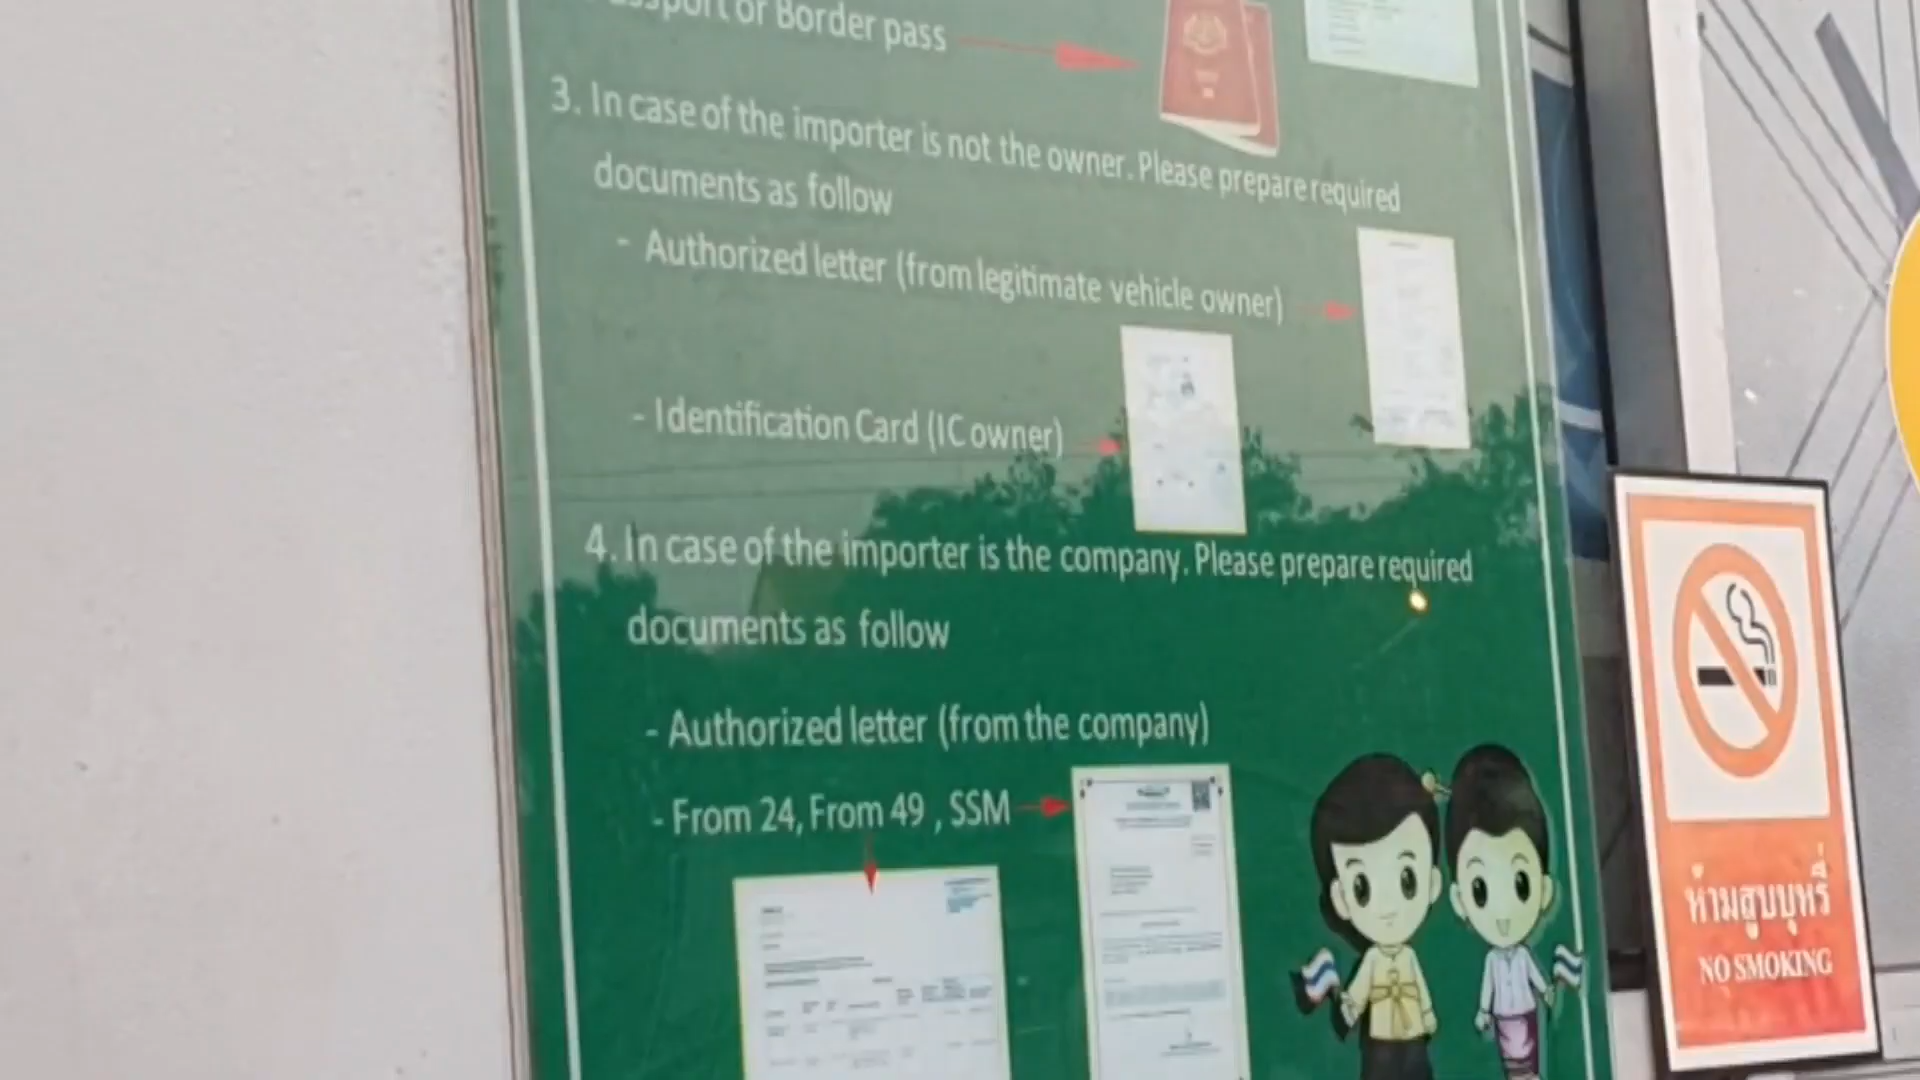 Passport or Border pass
3. In case of the importer is not the owner. Please prepare required
documents as follow
- Authorized letter (from legitimate vehicle owner)
- Identification Card (IC owner)
4. In case of the importer is the company. Please prepare required
documents as follow
- Authorized letter (from the company)
- From 24, From 49 , SSM
ห้ามสูบบุหรี่
NO SMOKING